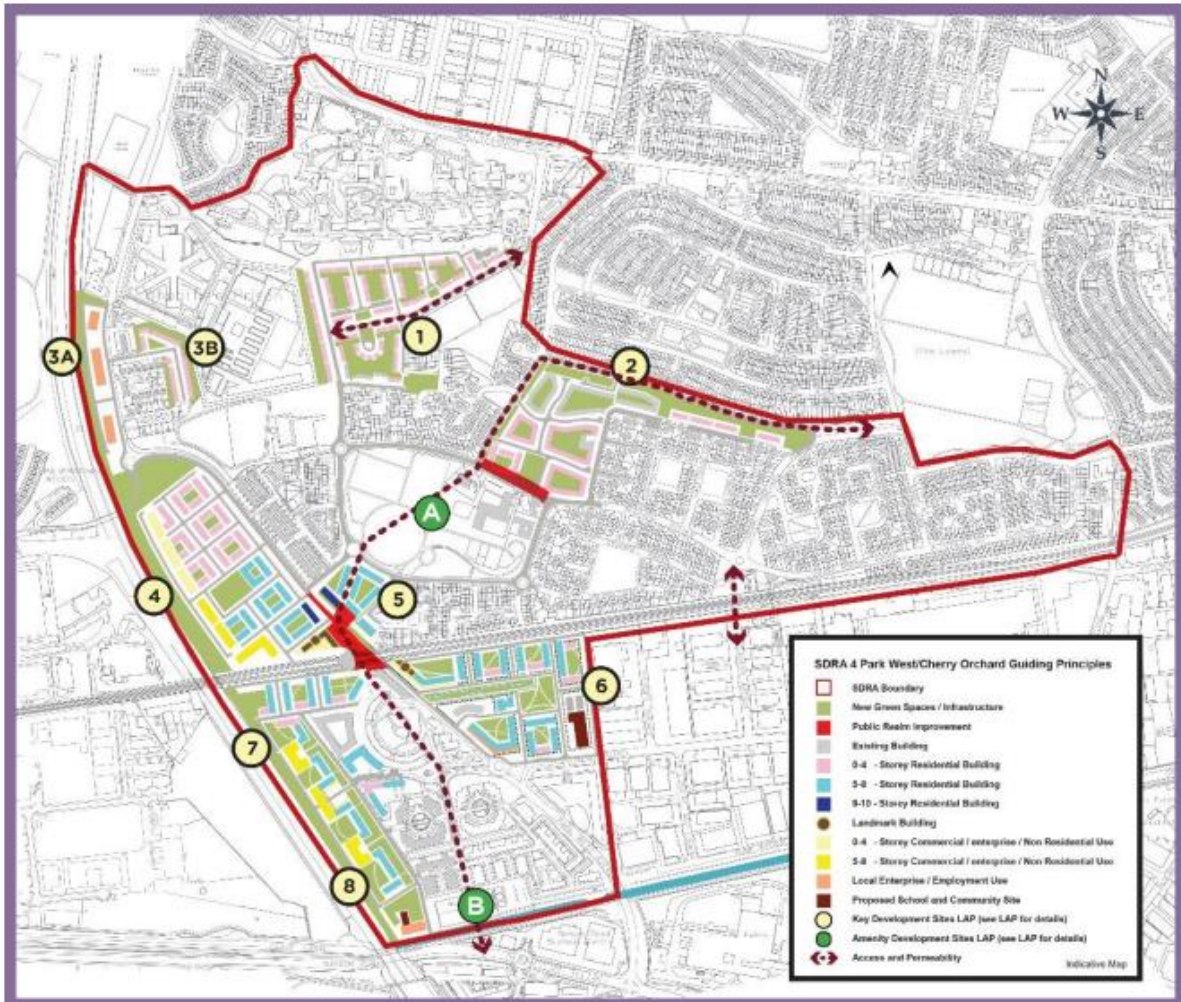 N
W E
S
3A
3B
1
2
A
4
5
6
7
8
B
SDRA 4 Park West/Cherry Orchard Guiding Principles
SDRA Boundary
New Green Spaces / Infrastructure
Public Realm Improvement
Existing Building
0-4 - Storey Residential Building
5-8 - Storey Residential Building
9-10 - Storey Residential Building
Landmark Building
0-4 - Storey Commercial / enterprise / Non Residential Use
5-8 - Storey Commercial / enterprise / Non Residential Use
Local Enterprise / Employment Use
Proposed School and Community Site
Key Development Sites LAP (see LAP for details)
Amenity Development Sites LAP (see LAP for details)
Access and Permeability
Indicative Map